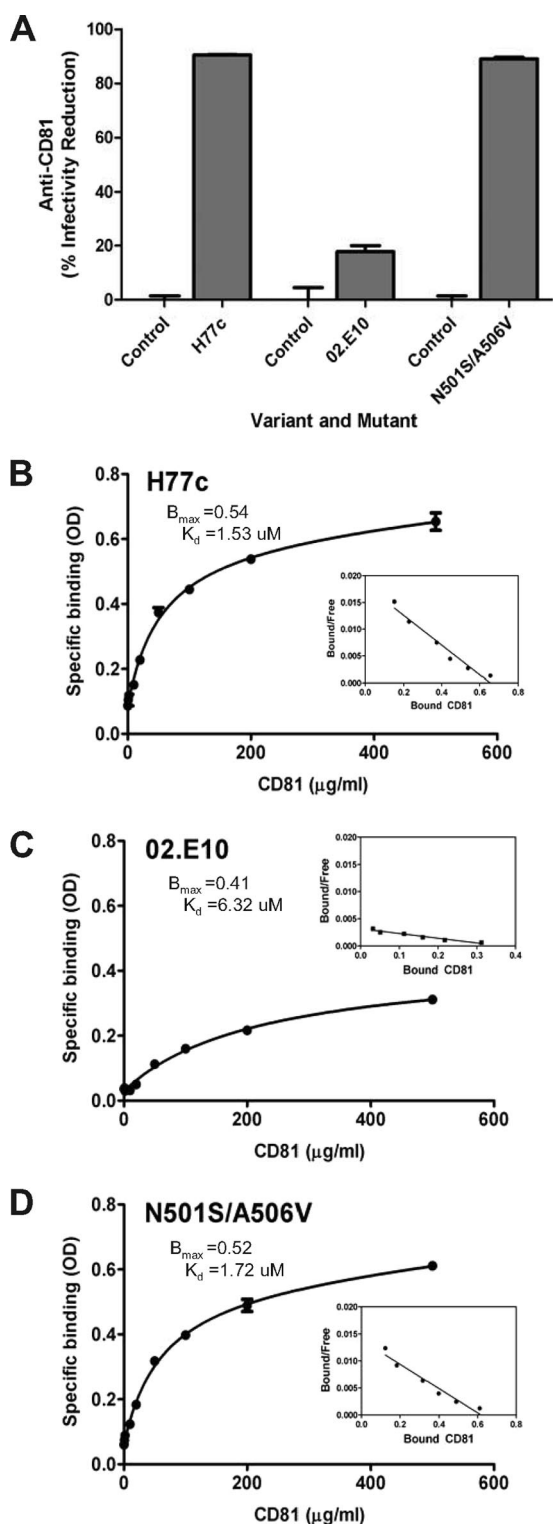 A
Anti-CD81
(% Infectivity Reduction)
100
80
60
40
20
0
Control
H77c
Control
02.E10
Control
N501S/A506V
Variant and Mutant
B
H77c
Bmax =0.54
Kd =1.53 uM
Specific binding (OD)
0.8
0.6
0.4
0.2
0.0
0
200
400
600
CD81 (µg/ml)
Bound/Free
0.020
0.015
0.010
0.005
0.000
0.0
0.2
0.4
0.6
0.8
Bound CD81
C
02.E10
Bmax =0.41
Kd =6.32 uM
Specific binding (OD)
0.8
0.6
0.4
0.2
0.0
0
200
400
600
CD81 (µg/ml)
Bound/Free
0.020
0.015
0.010
0.005
0.000
0.0
0.1
0.2
0.3
0.4
Bound CD81
D
N501S/A506V
Bmax =0.52
Kd =1.72 uM
Specific binding (OD)
0.8
0.6
0.4
0.2
0.0
0
200
400
600
CD81 (µg/ml)
Bound/Free
0.020
0.015
0.010
0.005
0.000
0.0
0.2
0.4
0.6
0.8
Bound CD81